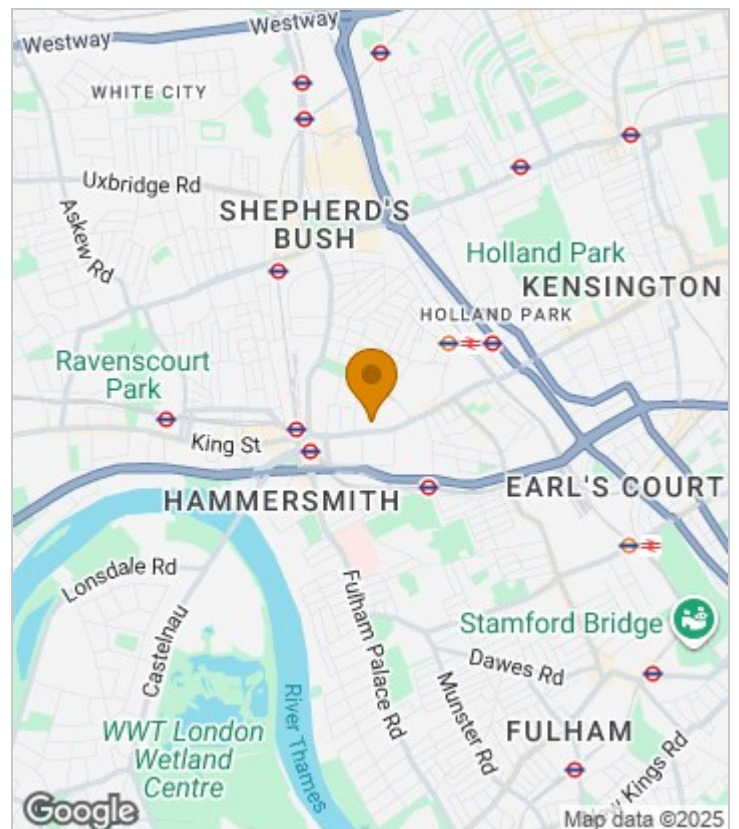 Westway
Westway
WHITE CITY
Uxbridge Rd
Askew Rd
SHEPHERD'S
BUSH
Holland Park
KENSINGTON
HOLLAND PARK
Ravenscourt
Park
King St
HAMMERSMITH
EARL'S COURT
Lonsdale Rd
Castelnau
Fulham Palace Rd
Stamford Bridge
Dawes Rd
Munster Rd
River Thames
WWT London
Wetland
Centre
FULHAM
Kings Rd
Google
Map data ©2025